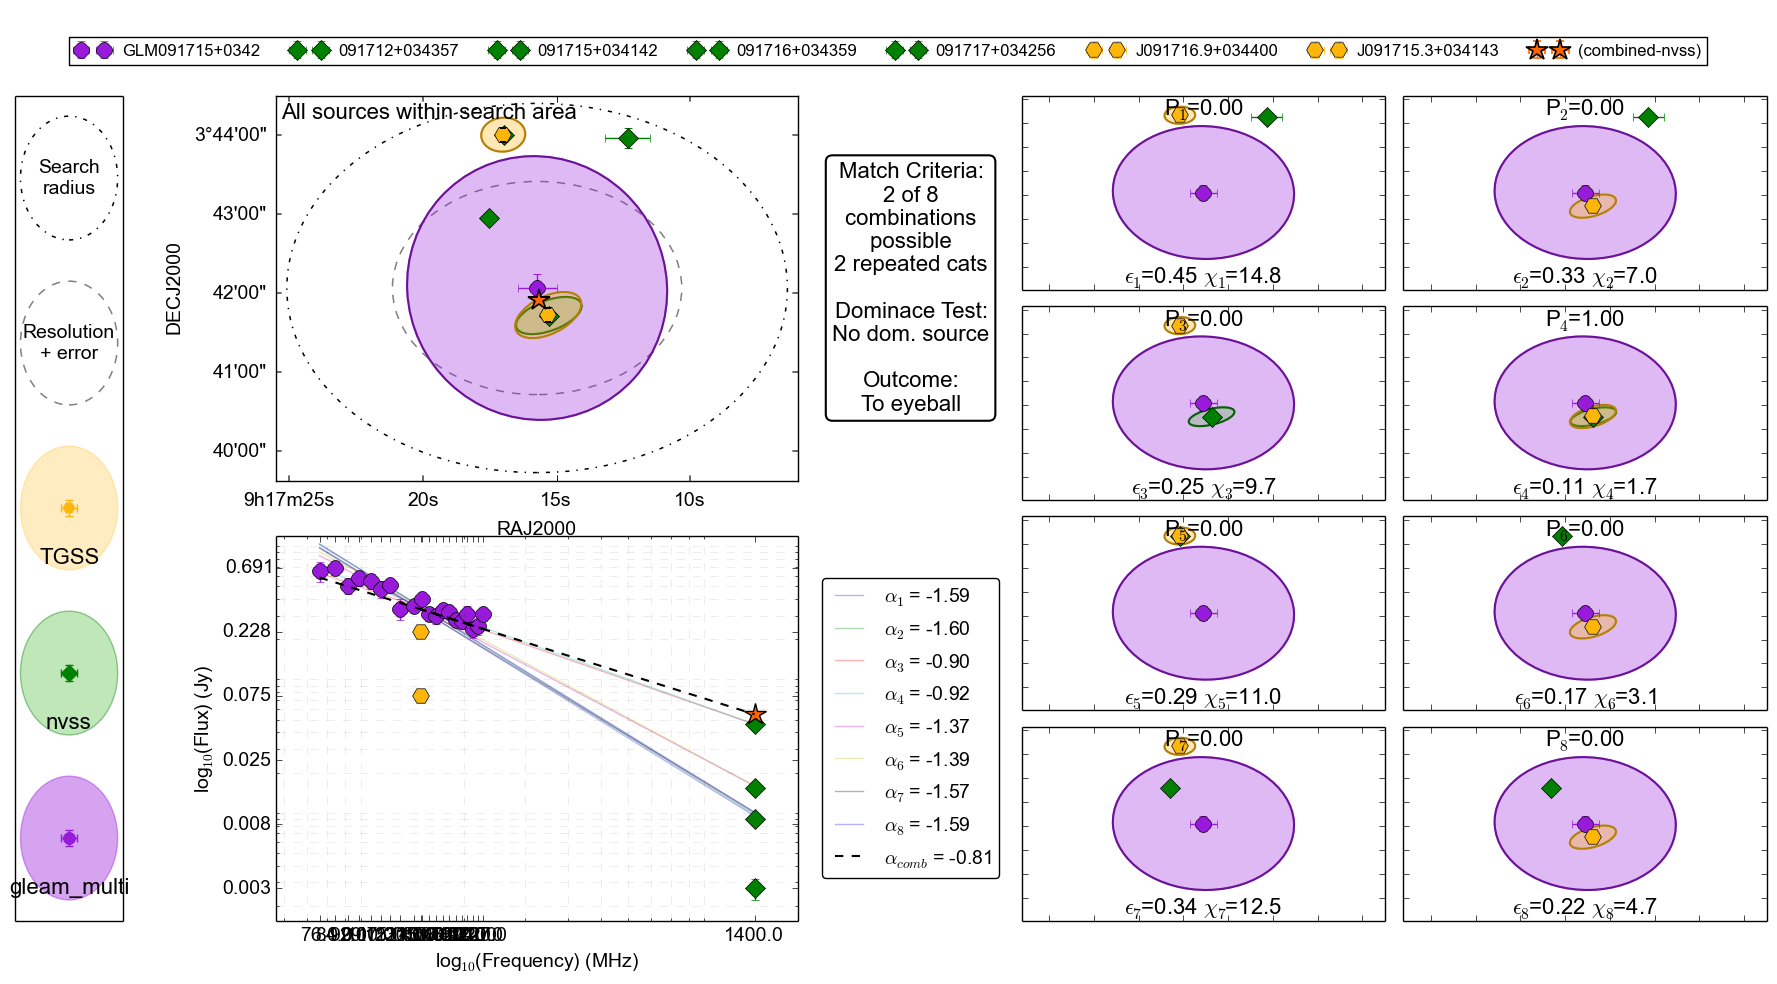 GLM091715+0342 091712+034357 091715+034142 091716+034359 091717+034256 J091716.9+034400 J091715.3+034143 (combined-nvss)
Search
radius
Resolution
+ error
TGSS
nvss
gleam_multi
All sources within search area
3°44'00"
43'00"
42'00"
41'00"
40'00"
DECJ2000
9h17m25s 20s 15s 10s
RAJ2000
Match Criteria:
2 of 8
combinations
possible
2 repeated cats
Dominace Test:
No dom. source
Outcome:
To eyeball
0.691
0.228
0.075
0.025
0.008
0.003
log₁₀(Flux) (Jy)
1400.0
log₁₀(Frequency) (MHz)
α₁ = -1.59
α₂ = -1.60
α₃ = -0.90
α₄ = -0.92
α₅ = -1.37
α₆ = -1.39
α₇ = -1.57
α₈ = -1.59
α_comb = -0.81
P₁=0.00
ϵ₁=0.45 χ₁=14.8
P₂=0.00
ϵ₂=0.33 χ₂=7.0
P₃=0.00
ϵ₃=0.25 χ₃=9.7
P₄=1.00
ϵ₄=0.11 χ₄=1.7
P₅=0.00
ϵ₅=0.29 χ₅=11.0
P₆=0.00
ϵ₆=0.17 χ₆=3.1
P₇=0.00
ϵ₇=0.34 χ₇=12.5
P₈=0.00
ϵ₈=0.22 χ₈=4.7